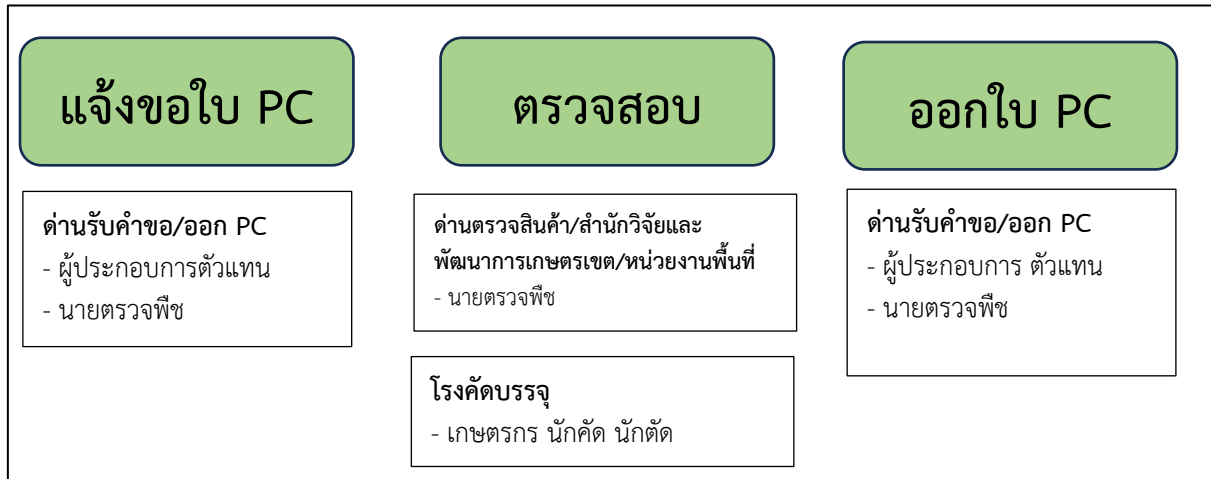 แจ้งขอใบ PC
ด่านรับคำขอ/ออก PC
- ผู้ประกอบการตัวแทน
- นายตรวจพืช
ตรวจสอบ
ด่านตรวจสินค้า/สำนักวิจัยและ
พัฒนาการเกษตรเขต/หน่วยงานพื้นที่
- นายตรวจพืช
โรงคัดบรรจุ
- เกษตรกร นักคัด นักตัด
ออกใบ PC
ด่านรับคำขอ/ออก PC
- ผู้ประกอบการ ตัวแทน
- นายตรวจพืช